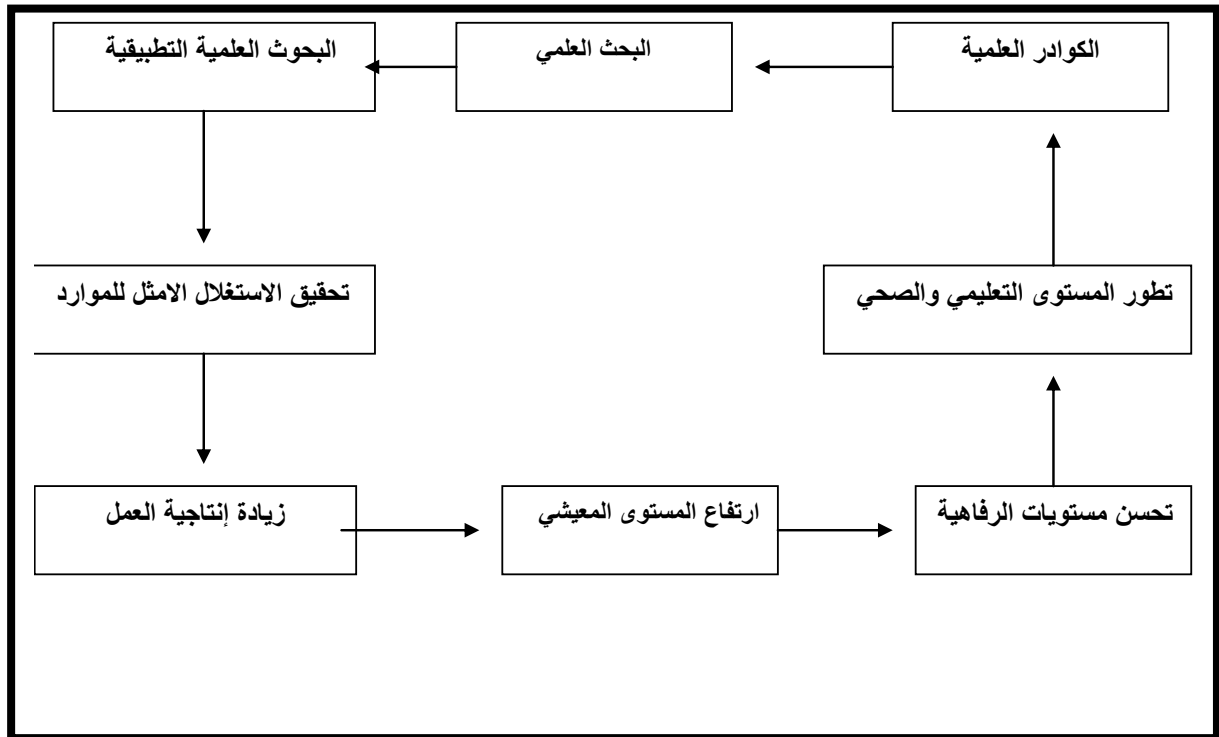 الكوادر العلمية
البحث العلمي
البحوث العلمية التطبيقية
تطور المستوى التعليمي والصحي
تحقيق الاستغلال الامثل للموارد
تحسن مستويات الرفاهية
ارتفاع المستوى المعيشي
زيادة إنتاجية العمل